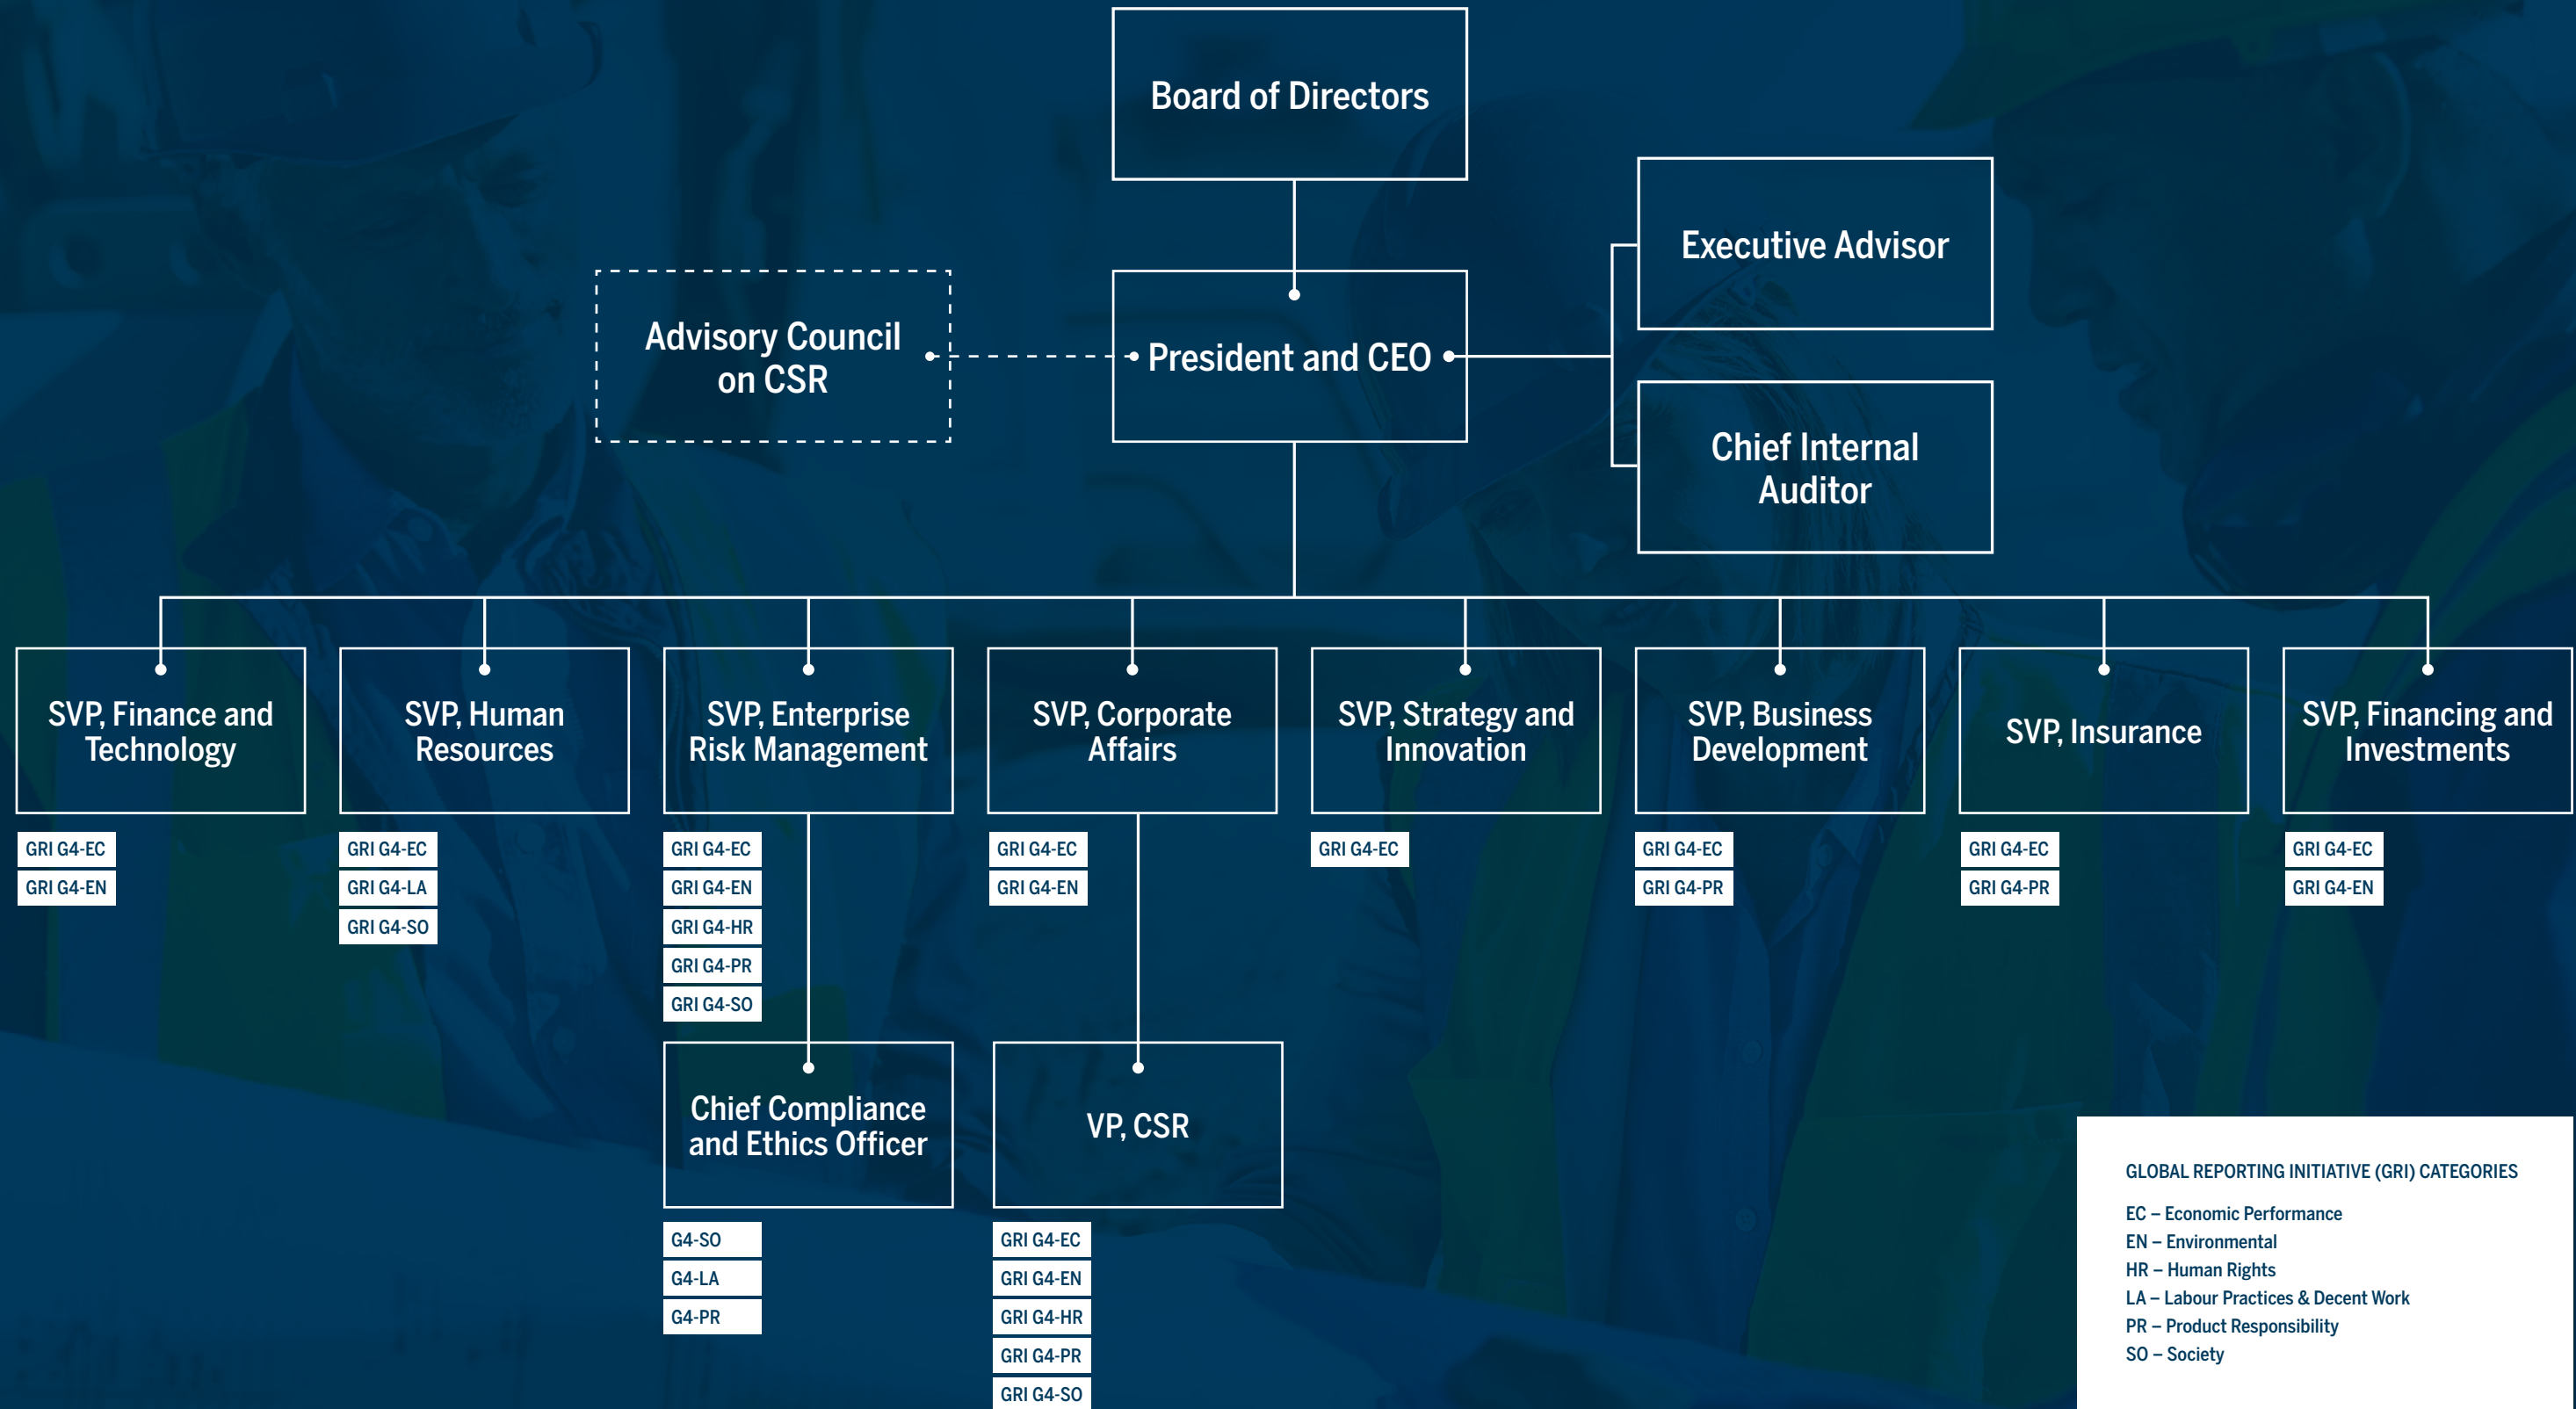 Board of Directors
Executive Advisor
Advisory Council
on CSR
President and CEO
Chief Internal
Auditor
SVP, Finance and
Technology
SVP, Human
Resources
SVP, Enterprise
Risk Management
SVP, Corporate
Affairs
SVP, Strategy and
Innovation
SVP, Business
Development
SVP, Insurance
SVP, Financing and
Investments
GRI G4-EC
GRI G4-EN
GRI G4-EC
GRI G4-LA
GRI G4-SO
GRI G4-EC
GRI G4-EN
GRI G4-HR
GRI G4-PR
GRI G4-SO
GRI G4-EC
GRI G4-EN
GRI G4-EC
GRI G4-EC
GRI G4-PR
GRI G4-EC
GRI G4-PR
GRI G4-EC
GRI G4-EN
Chief Compliance
and Ethics Officer
VP, CSR
G4-SO
G4-LA
G4-PR
GRI G4-EC
GRI G4-EN
GRI G4-HR
GRI G4-PR
GRI G4-SO
GLOBAL REPORTING INITIATIVE (GRI) CATEGORIES
EC – Economic Performance
EN – Environmental
HR – Human Rights
LA – Labour Practices & Decent Work
PR – Product Responsibility
SO – Society